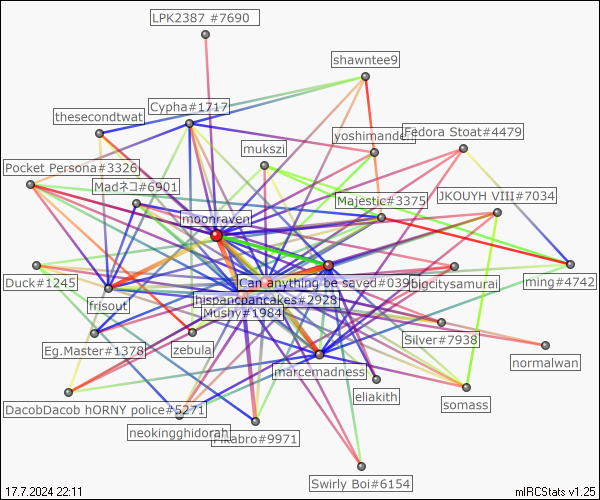 LPK2387 #7690
shawntee9
Cypha#1717
thesecondtwat
yoshimande
Fedora Stoat#4479
mukszi
Pocket Persona#3326
Madネコ#6901
Majestic#3375
JKOUYH VIII#7034
moonraven
Duck#1245
Can anything be saved#039
bigcitysamurai
ming#4742
frisout
hispancoancakes#2928
Mushy#1984
Silver#7938
Eg.Master#1378
zebula
normalwan
marcemadness
eliakith
somass
DacobDacob hORNY police#5271
neokingghidorah
Pikabro#9971
Swirly Boi#6154
17.7.2024 22:11
mIRCStats v1.25